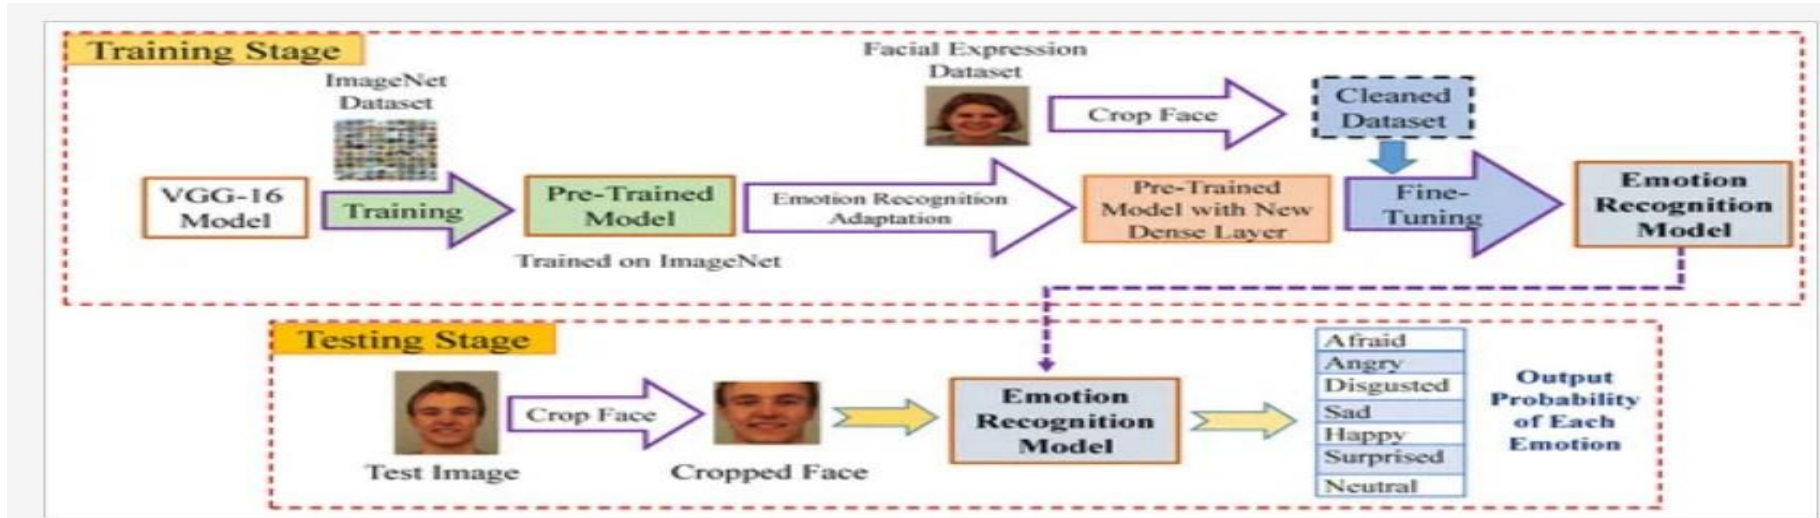 Training Stage
ImageNet
Dataset
Facial Expression
Dataset
Crop Face
Cleaned
Dataset
VGG-16
Model
Training
Pre-Trained
Model
Trained on ImageNet
Emotion Recognition
Adaptation
Pre-Trained
Model with New
Dense Layer
Fine-
Tuning
Emotion
Recognition
Model
Testing Stage
Test Image
Crop Face
Cropped Face
Emotion
Recognition
Model
Afraid
Angry
Disgusted
Sad
Happy
Surprised
Neutral
Output
Probability
of Each
Emotion